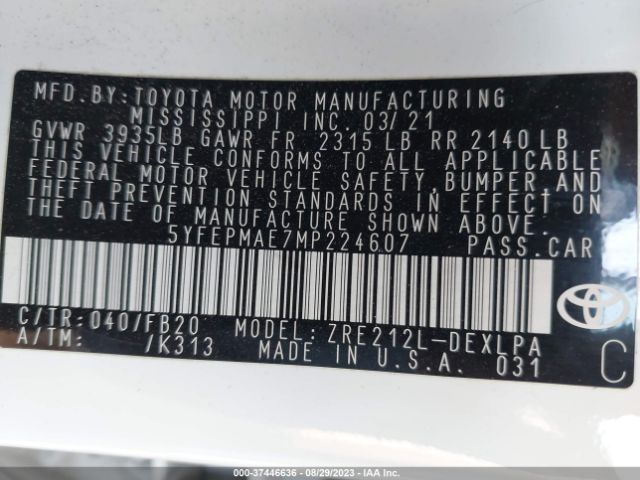 MFD.BY:TOYOTA MOTOR MANUFACTURING
MISSISSIPPI INC. 03/21
GVWR 3935LB GAWR FR 2315 LB RR 2140 LB
THIS VEHICLE CONFORMS TO ALL APPLICABLE
FEDERAL MOTOR VEHICLE SAFETY,BUMPER,AND
THEFT PREVENTION STANDARDS IN EFFECT ON
THE DATE OF MANUFACTURE SHOWN ABOVE.
5YFEPMAE7MP224607 PASS.CAR
C/TR:040/FB20 MODEL:ZRE212L-DEXLPA
A/TM: /K313 MADE IN U.S.A. 031
C
000-37446636 - 08/29/2023 - IAA Inc.